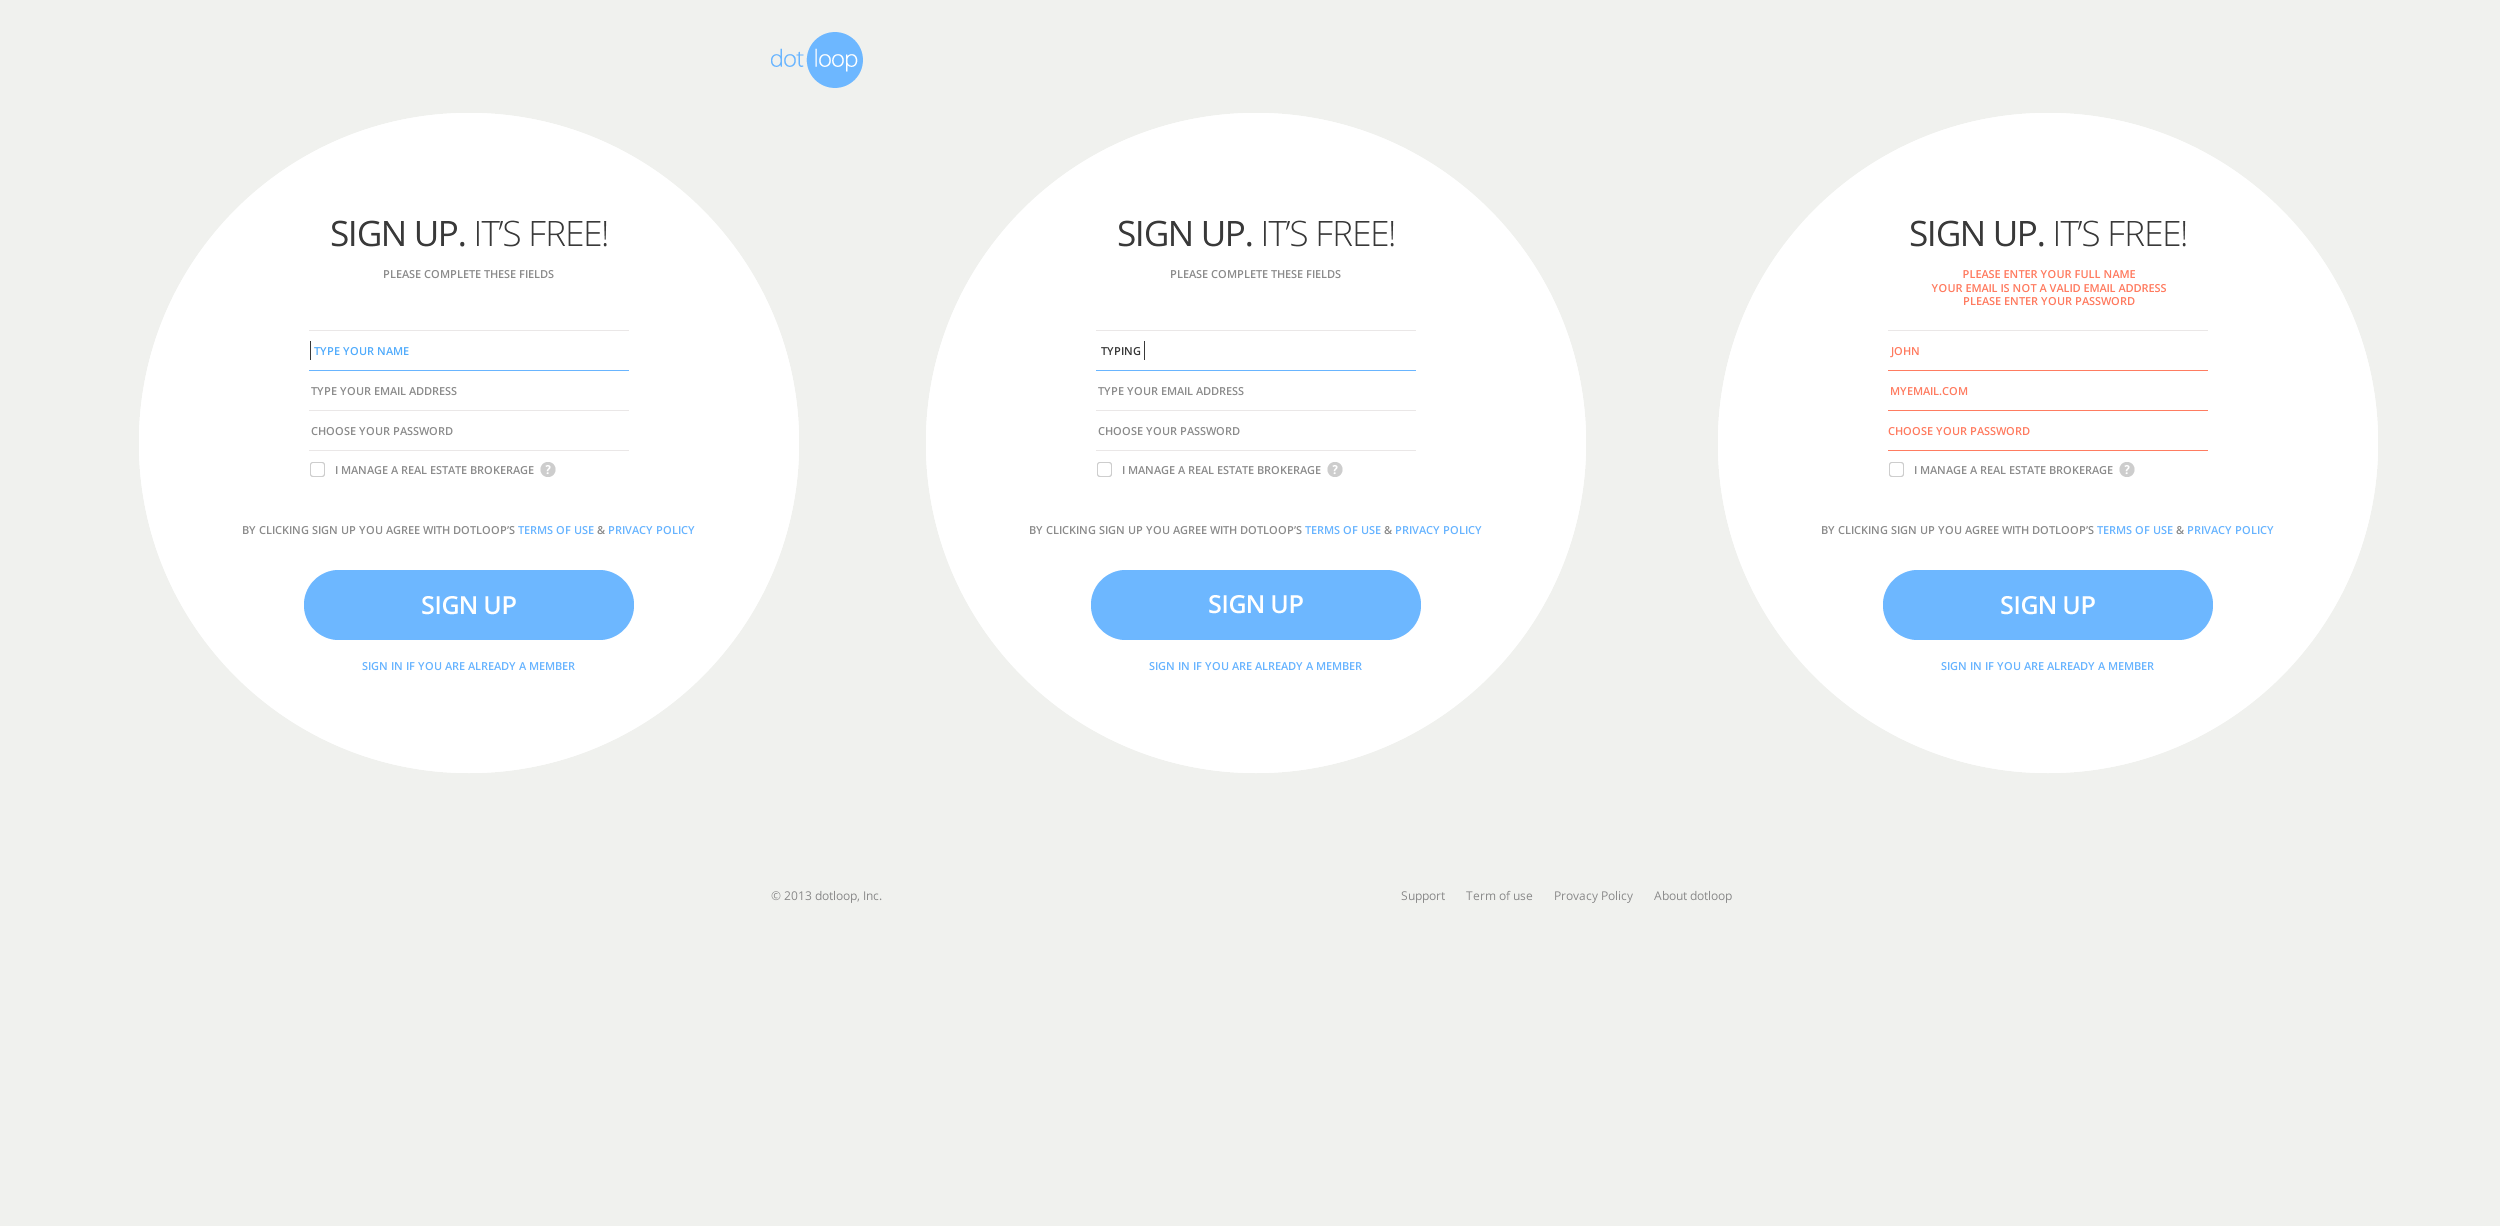 dot loop
SIGN UP. IT'S FREE!
PLEASE COMPLETE THESE FIELDS
TYPE YOUR NAME
TYPE YOUR EMAIL ADDRESS
CHOOSE YOUR PASSWORD
I MANAGE A REAL ESTATE BROKERAGE ?
BY CLICKING SIGN UP YOU AGREE WITH DOTLOOP'S TERMS OF USE & PRIVACY POLICY
SIGN UP
SIGN IN IF YOU ARE ALREADY A MEMBER
SIGN UP. IT'S FREE!
PLEASE COMPLETE THESE FIELDS
TYPING
TYPE YOUR EMAIL ADDRESS
CHOOSE YOUR PASSWORD
I MANAGE A REAL ESTATE BROKERAGE ?
BY CLICKING SIGN UP YOU AGREE WITH DOTLOOP'S TERMS OF USE & PRIVACY POLICY
SIGN UP
SIGN IN IF YOU ARE ALREADY A MEMBER
SIGN UP. IT'S FREE!
PLEASE ENTER YOUR FULL NAME
YOUR EMAIL IS NOT A VALID EMAIL ADDRESS
PLEASE ENTER YOUR PASSWORD
JOHN
MYEMAIL.COM
CHOOSE YOUR PASSWORD
I MANAGE A REAL ESTATE BROKERAGE ?
BY CLICKING SIGN UP YOU AGREE WITH DOTLOOP'S TERMS OF USE & PRIVACY POLICY
SIGN UP
SIGN IN IF YOU ARE ALREADY A MEMBER
© 2013 dotloop, Inc.
Support Term of use Provacy Policy About dotloop